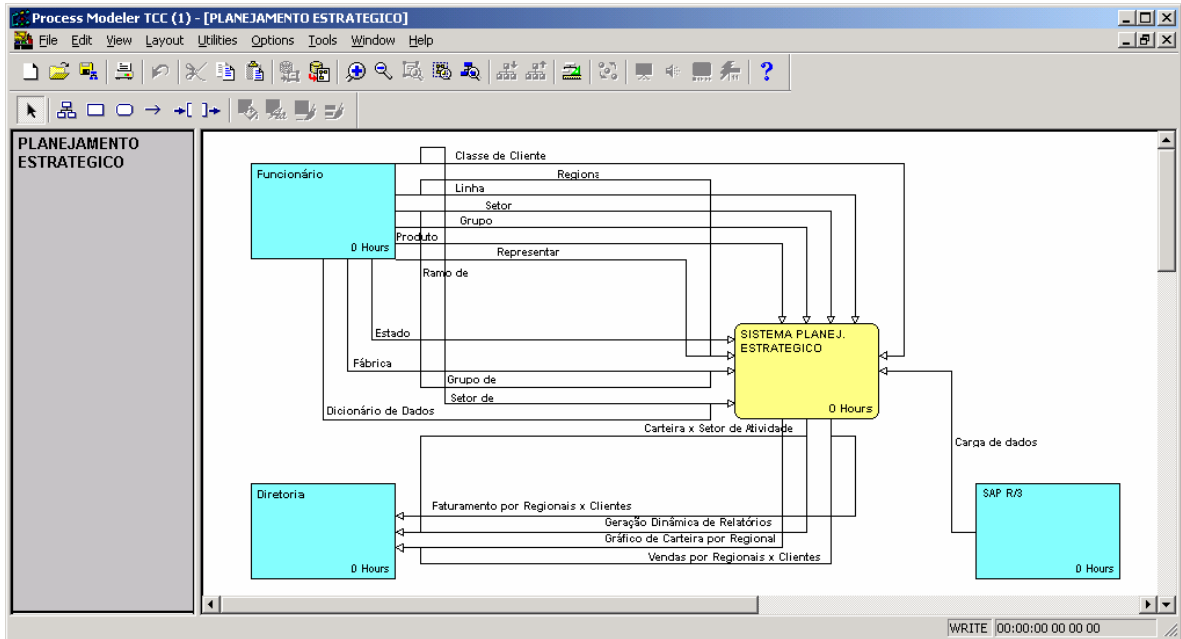 Process Modeler TCC (1) - [PLANEJAMENTO ESTRATEGICO]
File Edit View Layout Utilities Options Tools Window Help
PLANEJAMENTO
ESTRATEGICO
Classe de Cliente
Funcionário
Regiona
Linha
Setor
Grupo
Produto
0 Hours
Representar
Ramo de
Estado
SISTEMA PLANEJ.
ESTRATEGICO
Fábrica
Grupo de
Setor de
0 Hours
Dicionário de Dados
Carteira x Setor de Atividade
Carga de dados
Diretoria
SAP R/3
Faturamento por Regionais x Clientes
Geração Dinâmica de Relatórios
Gráfico de Carteira por Regional
Vendas por Regionais x Clientes
0 Hours
0 Hours
WRITE 00:00:00 00 00 00